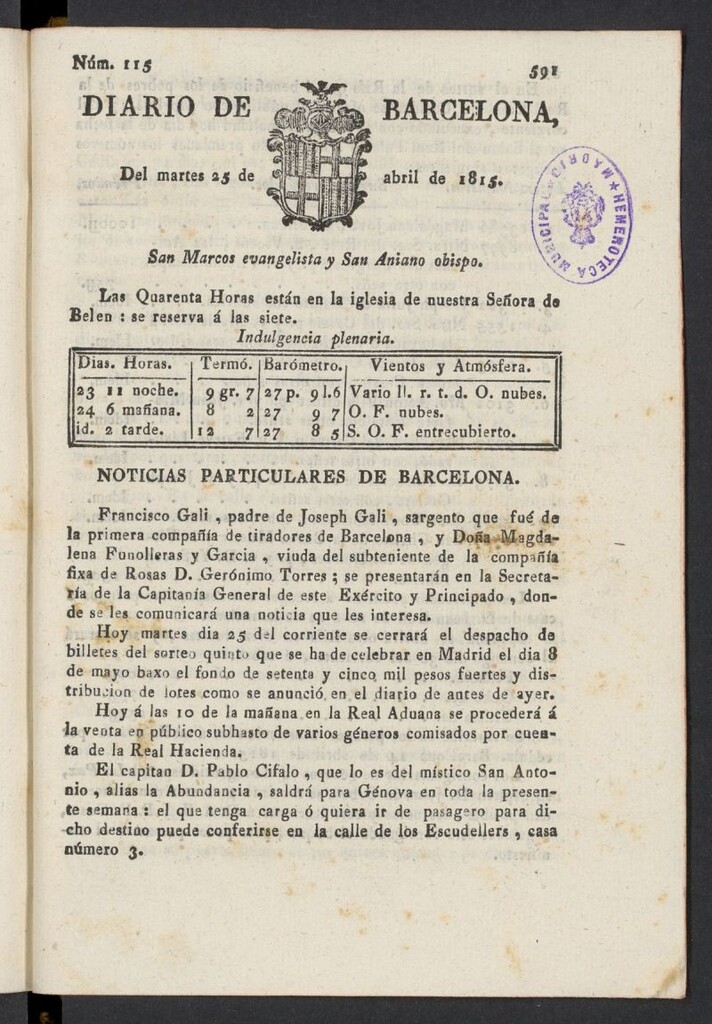 Núm. 115 591
DIARIO DE BARCELONA,
Del martes 25 de abril de 1815.
HEMEROTECA MUNICIPAL MADRID
San Marcos evangelista y San Aniano obispo.
Las Quarenta Horas están en la iglesia de nuestra Señora de
Belen : se reserva á las siete.
Indulgencia plenaria.
Dias. Horas. Termó. Barómetro. Vientos y Atmósfera.
23 11 noche. 9 gr. 7 27 p. 9 l. 6 Vario ll. r. t. d. O. nubes.
24 6 mañana. 8 2 27 9 7 O. F. nubes.
id. 2 tarde. 12 7 27 8 5 S. O. F. entrecubierto.
NOTICIAS PARTICULARES DE BARCELONA.
Francisco Gali , padre de Joseph Gali , sargento que fué de
la primera compañía de tiradores de Barcelona , y Doña Magda-
lena Funolleras y Garcia , viuda del subteniente de la compañía
fixa de Rosas D. Gerónimo Torres ; se presentarán en la Secreta-
ría de la Capitanía General de este Exército y Principado , don-
de se les comunicará una noticia que les interesa.
Hoy martes dia 25 del corriente se cerrará el despacho de
billetes del sorteo quinto que se ha de celebrar en Madrid el dia 8
de mayo baxo el fondo de setenta y cinco mil pesos fuertes y dis-
tribucion de lotes como se anunció en el diario de antes de ayer.
Hoy á las 10 de la mañana en la Real Aduana se procederá á
la venta en público subhasto de varios géneros comisados por cuen-
ta de la Real Hacienda.
El capitan D. Pablo Cifalo , que lo es del místico San Anto-
nio , alias la Abundancia , saldrá para Génova en toda la presen-
te semana : el que tenga carga ó quiera ir de pasagero para di-
cho destino puede conferirse en la calle de los Escudellers , casa
número 3.